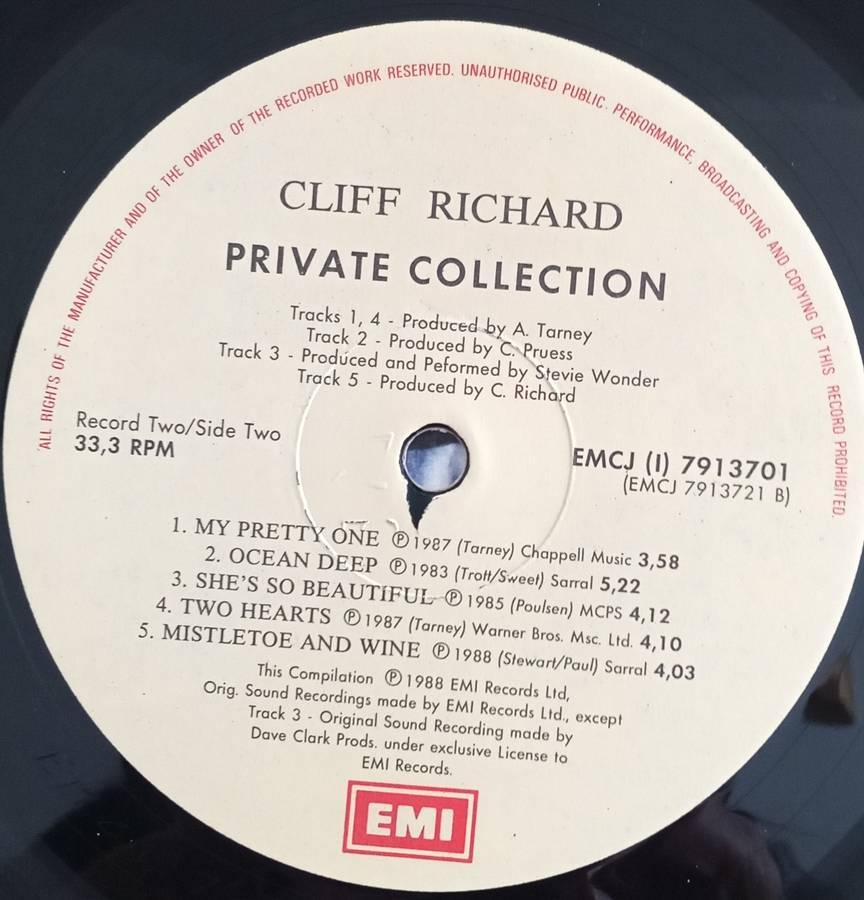 ALL RIGHTS OF THE MANUFACTURER AND OF THE OWNER OF THE RECORDED WORK RESERVED. UNAUTHORISED PUBLIC. PERFORMANCE, BROADCASTING AND COPYING OF THIS RECORD PROHIBITED.
CLIFF RICHARD
PRIVATE COLLECTION
Tracks 1, 4 - Produced by A. Tarney
Track 2 - Produced by C. Pruess
Track 3 - Produced and Peformed by Stevie Wonder
Track 5 - Produced by C. Richard
Record Two/Side Two
33,3 RPM
EMCJ (I) 7913701
(EMCJ 7913721 B)
1. MY PRETTY ONE ℗ 1987 (Tarney) Chappell Music 3,58
2. OCEAN DEEP ℗ 1983 (Trott/Sweet) Sarral 5,22
3. SHE'S SO BEAUTIFUL ℗ 1985 (Poulsen) MCPS 4,12
4. TWO HEARTS ℗ 1987 (Tarney) Warner Bros. Msc. Ltd. 4,10
5. MISTLETOE AND WINE ℗ 1988 (Stewart/Paul) Sarral 4,03
This Compilation ℗ 1988 EMI Records Ltd,
Orig. Sound Recordings made by EMI Records Ltd., except
Track 3 - Original Sound Recording made by
Dave Clark Prods. under exclusive License to
EMI Records.
EMI